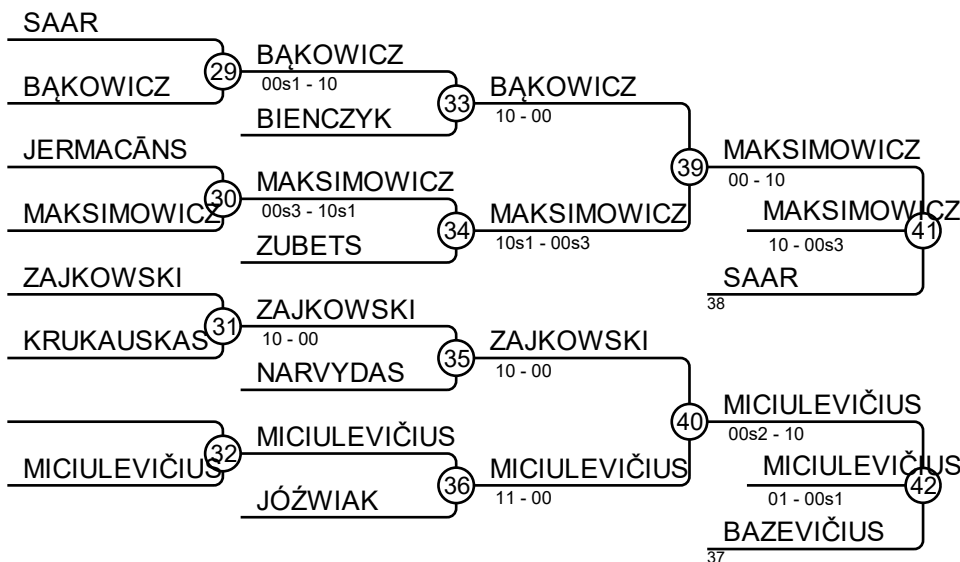 SAAR
29
BĄKOWICZ
BĄKOWICZ
00s1 - 10
33
BIENCZYK
BĄKOWICZ
10 - 00
JERMACĀNS
30
MAKSIMOWICZ
MAKSIMOWICZ
00s3 - 10s1
34
ZUBETS
MAKSIMOWICZ
10s1 - 00s3
39
MAKSIMOWICZ
00 - 10
MAKSIMOWICZ
10 - 00s3
41
SAAR
38
ZAJKOWSKI
31
KRUKAUSKAS
ZAJKOWSKI
10 - 00
35
NARVYDAS
ZAJKOWSKI
10 - 00
32
MICIULEVIČIUS
MICIULEVIČIUS
36
JÓŹWIAK
MICIULEVIČIUS
11 - 00
40
MICIULEVIČIUS
00s2 - 10
MICIULEVIČIUS
01 - 00s1
42
BAZEVIČIUS
37